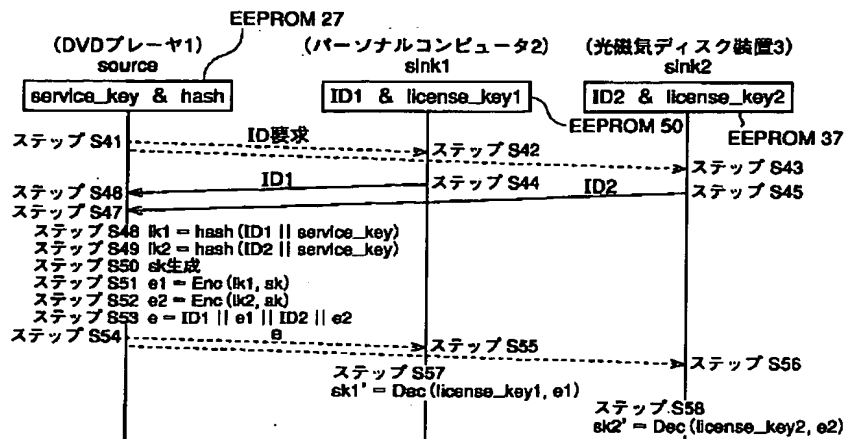 EEPROM 27
(DVDプレーヤ1)
source
(パーソナルコンピュータ2)
sink1
(光磁気ディスク装置3)
sink2
service_key & hash
ID1 & license_key1
ID2 & license_key2
EEPROM 50
EEPROM 37
ステップ S41
ID要求
ステップ S42
ステップ S43
ステップ S44
ID1
ステップ S46
ステップ S45
ID2
ステップ S47
ステップ S48 lk1 = hash (ID1 || service_key)
ステップ S49 lk2 = hash (ID2 || service_key)
ステップ S50 sk生成
ステップ S51 e1 = Enc (lk1, sk)
ステップ S52 e2 = Enc (lk2, sk)
ステップ S53 e = ID1 || e1 || ID2 || e2
ステップ S54
e
ステップ S55
ステップ S56
ステップ S57
sk1' = Dec (license_key1, e1)
ステップ S58
sk2' = Dec (license_key2, e2)